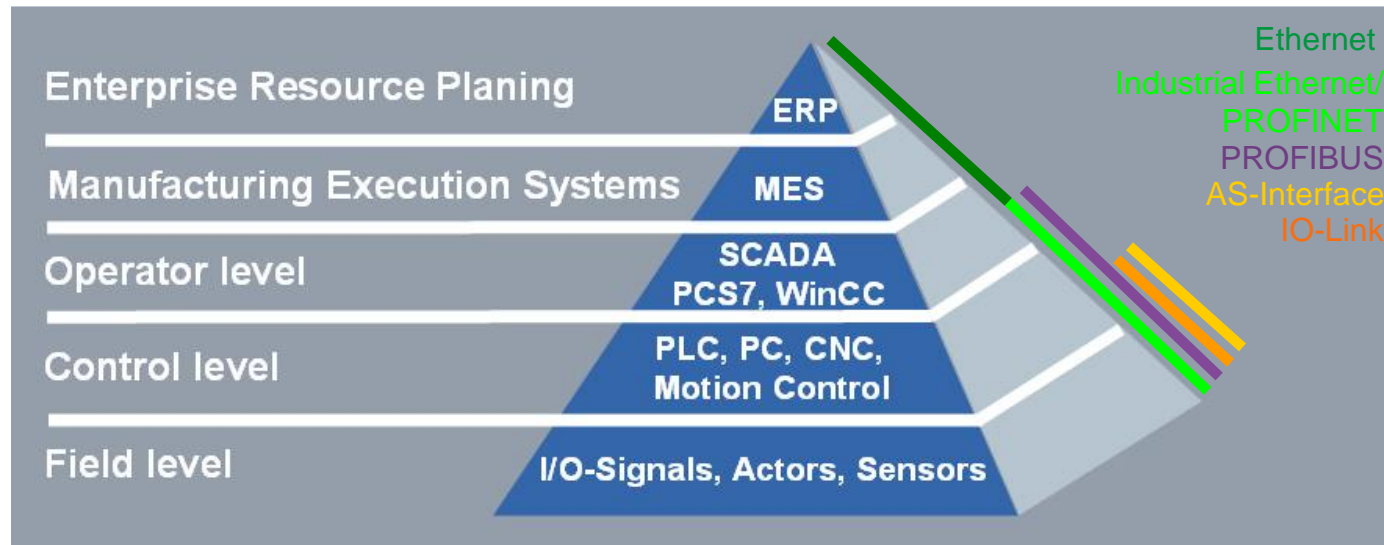 Ethernet
Industrial Ethernet/
PROFINET
PROFIBUS
AS-Interface
IO-Link
Enterprise Resource Planing
ERP
Manufacturing Execution Systems
MES
Operator level
SCADA
PCS7, WinCC
Control level
PLC, PC, CNC,
Motion Control
Field level
I/O-Signals, Actors, Sensors